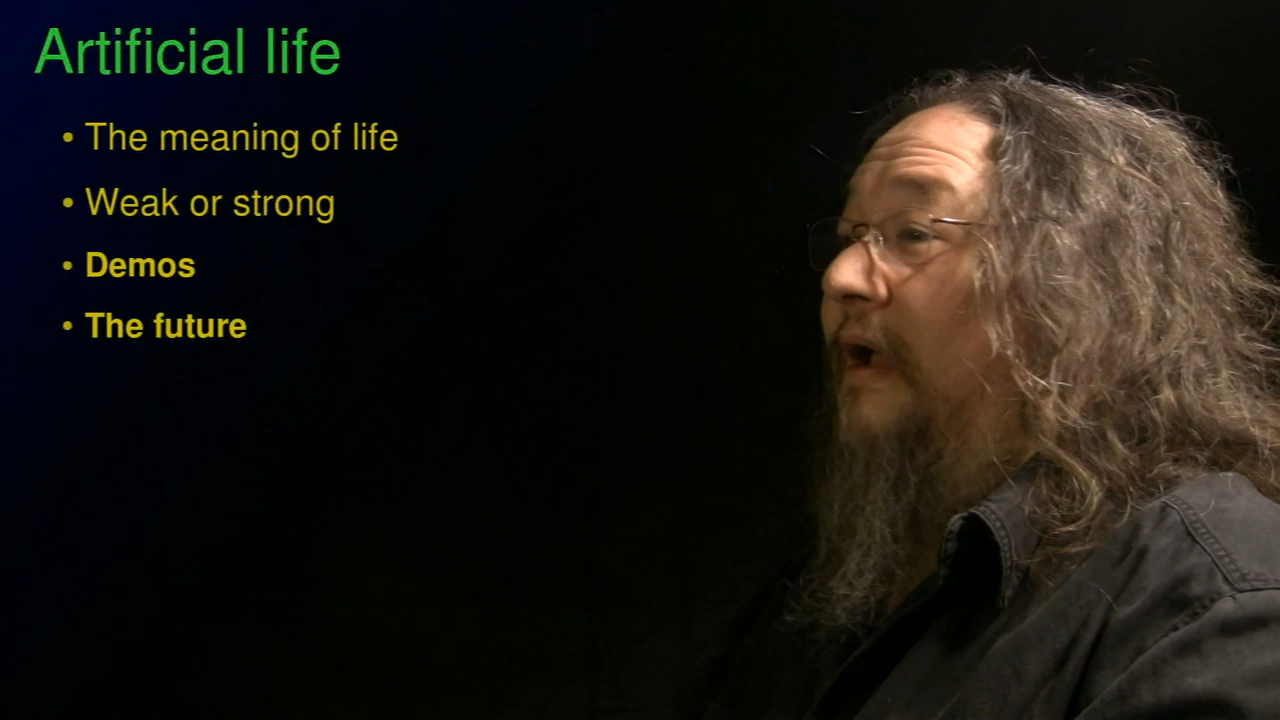 Artificial life
• The meaning of life
• Weak or strong
• Demos
• The future